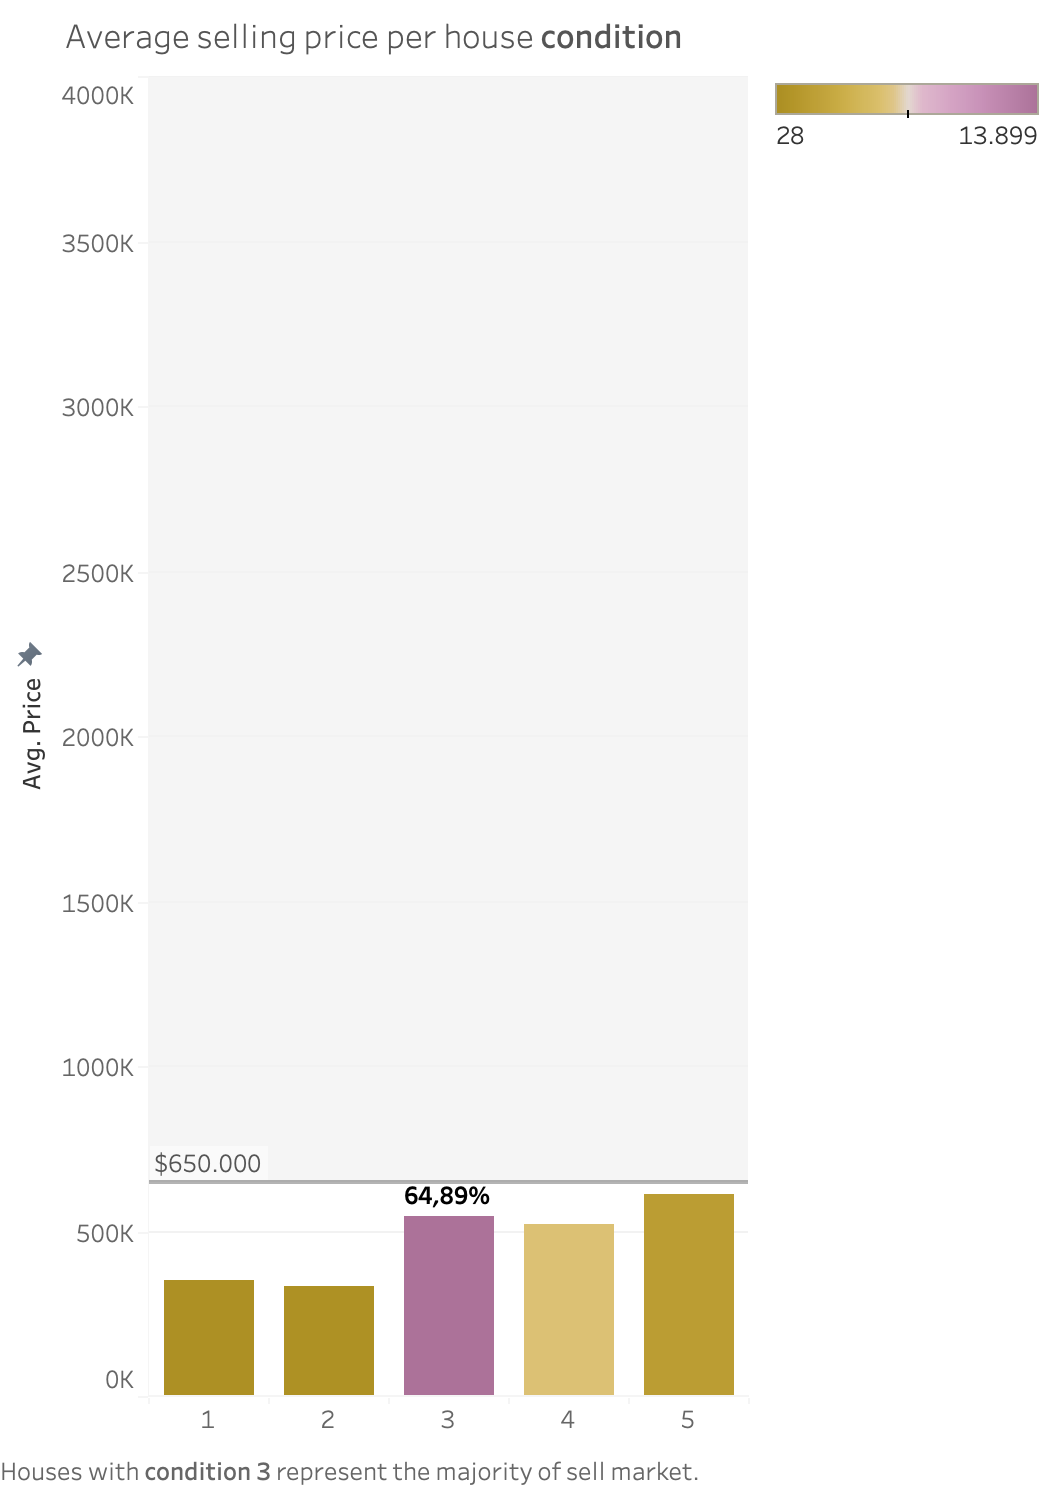 Average selling price per house condition
28 13.899
4000K
3500K
3000K
2500K
2000K
1500K
1000K
500K
0K
Avg. Price
$650.000
64,89%
1 2 3 4 5
Houses with condition 3 represent the majority of sell market.